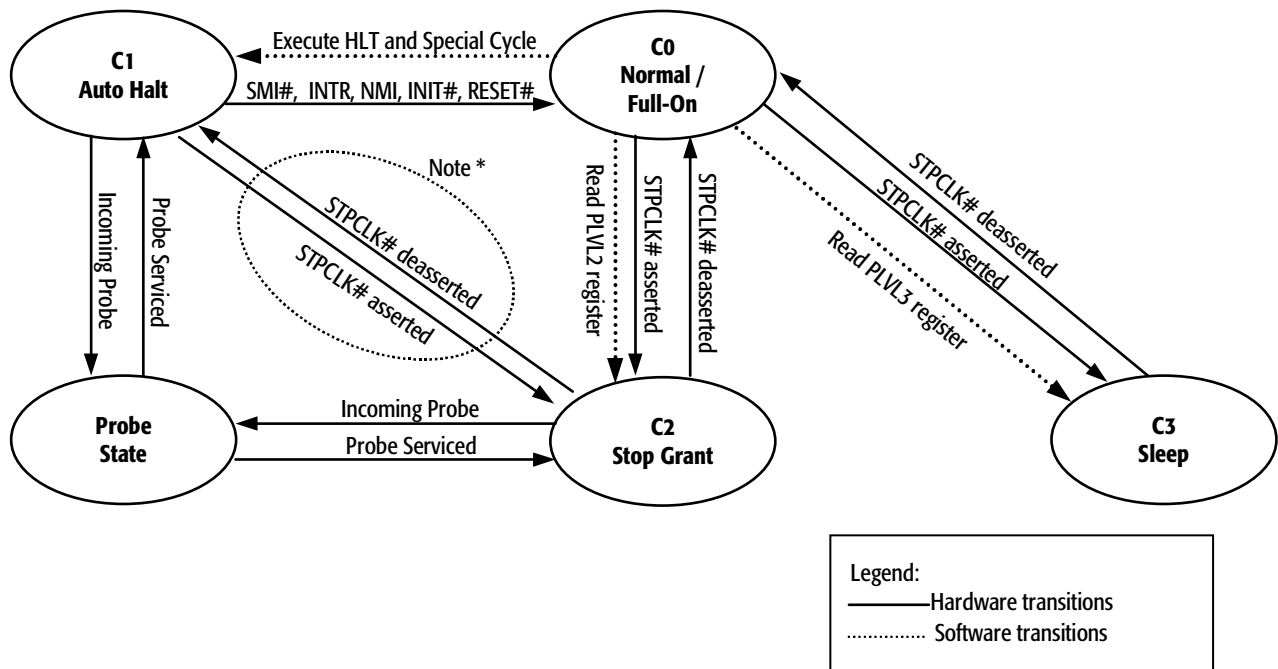 C1
Auto Halt
Execute HLT and Special Cycle
SMI#, INTR, NMI, INIT#, RESET#
C0
Normal /
Full-On
Note *
STPCLK# deasserted
STPCLK# asserted
Incoming Probe
Probe Serviced
Read PLVL2 register
STPCLK# asserted
STPCLK# deasserted
STPCLK# deasserted
STPCLK# asserted
Read PLVL3 register
Probe
State
Incoming Probe
Probe Serviced
C2
Stop Grant
C3
Sleep
Legend:
Hardware transitions
Software transitions